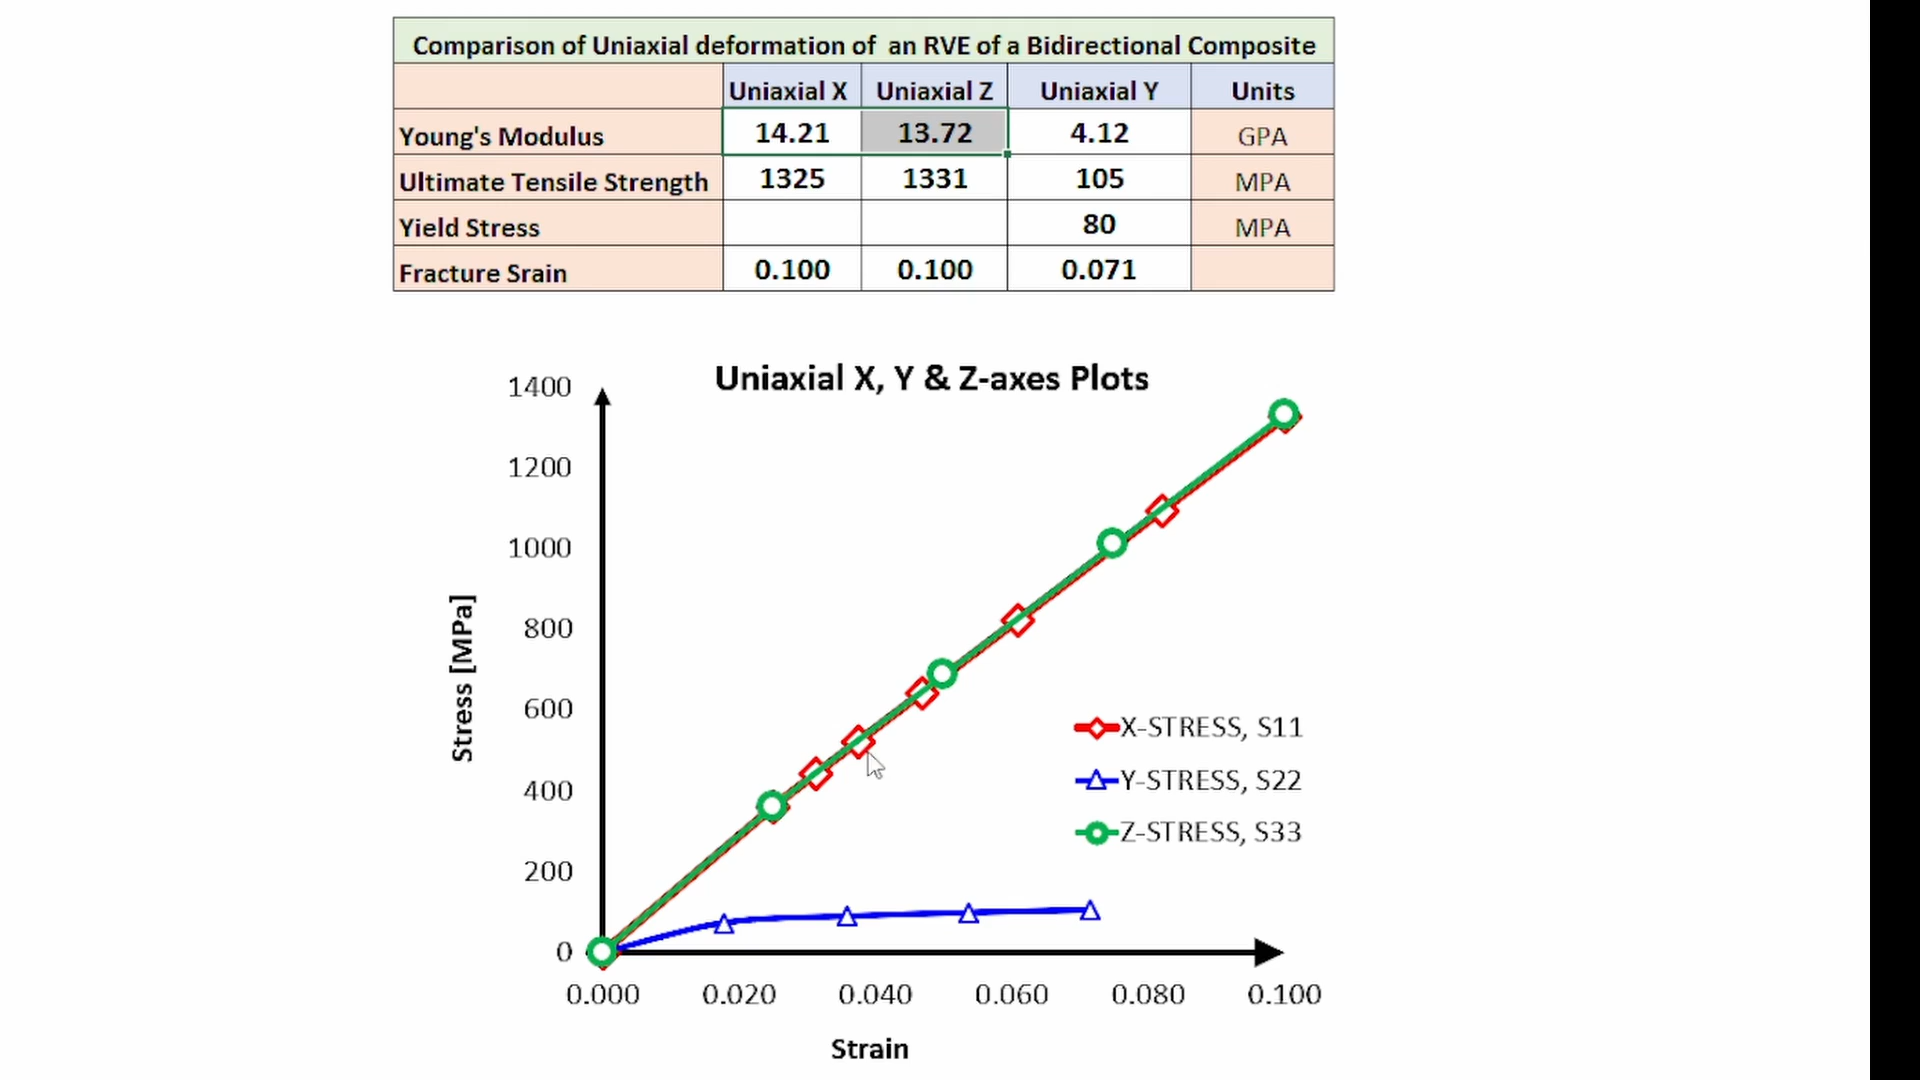 Comparison of Uniaxial deformation of an RVE of a Bidirectional Composite
Uniaxial X Uniaxial Z Uniaxial Y Units
Young's Modulus 14.21 13.72 4.12 GPA
Ultimate Tensile Strength 1325 1331 105 MPA
Yield Stress 80 MPA
Fracture Srain 0.100 0.100 0.071
Uniaxial X, Y & Z-axes Plots
1400
1200
1000
800
600
400
200
0
Stress [MPa]
X-STRESS, S11
Y-STRESS, S22
Z-STRESS, S33
0.000 0.020 0.040 0.060 0.080 0.100
Strain